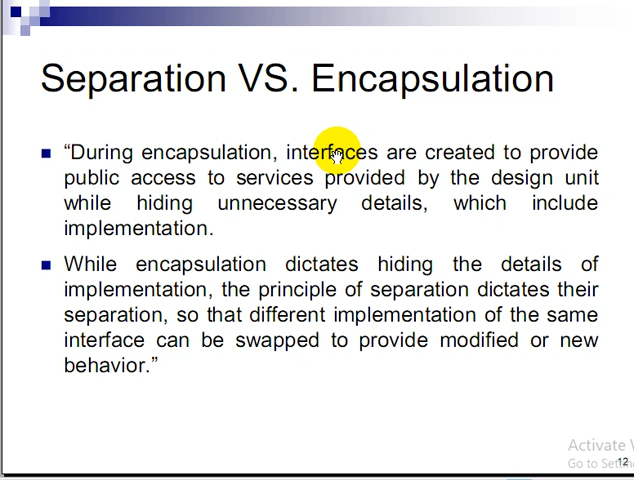 Separation VS. Encapsulation
“During encapsulation, interfaces are created to provide
public access to services provided by the design unit
while hiding unnecessary details, which include
implementation.
While encapsulation dictates hiding the details of
implementation, the principle of separation dictates their
separation, so that different implementation of the same
interface can be swapped to provide modified or new
behavior.”
Activate
Go to
12